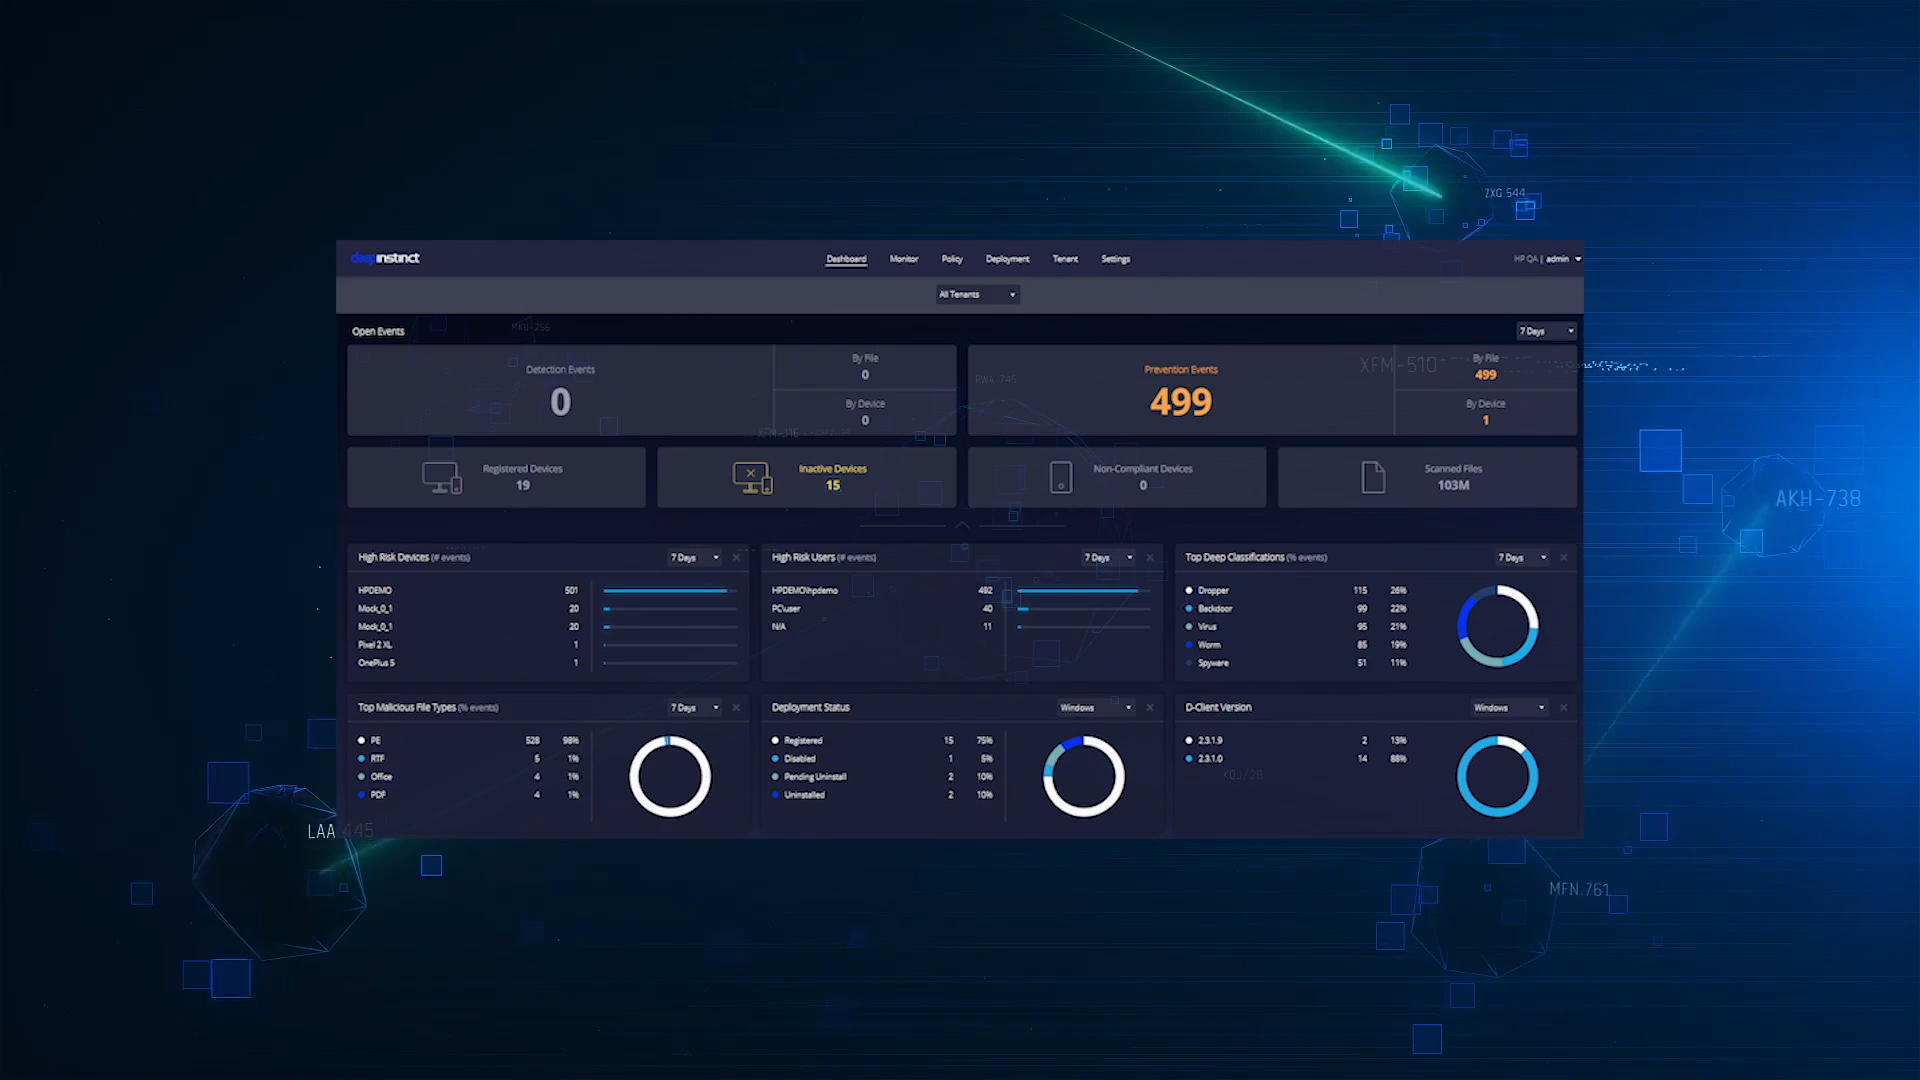 ZXG.544
deepinstinct
Dashboard Monitor Policy Deployment Tenant Settings
HP QA | admin
All Tenants
Open Events
MKU-256
7 Days
Detection Events
0
By File
0
By Device
0
RWA-745
Prevention Events
499
XFM-510
By File
499
By Device
1
Registered Devices
19
Inactive Devices
15
Non-Compliant Devices
0
Scanned Files
103M
AKH-738
High Risk Devices (# events) 7 Days
HPDEMO 501
Mock_0_1 20
Mock_0_1 20
Pixel 2 XL 1
OnePlus 5 1
High Risk Users (# events) 7 Days
HPDEMO\hpdemo 492
PC\user 40
N/A 11
Top Deep Classifications (% events) 7 Days
Dropper 115 26%
Backdoor 99 22%
Virus 95 21%
Worm 85 19%
Spyware 51 11%
Top Malicious File Types (% events) 7 Days
PE 528 98%
RTF 5 1%
Office 4 1%
PDF 4 1%
Deployment Status Windows
Registered 15 75%
Disabled 1 5%
Pending Uninstall 2 10%
Uninstalled 2 10%
D-Client Version Windows
2.3.1.9 2 13%
2.3.1.0 14 88%
LAA.445
MFN.761